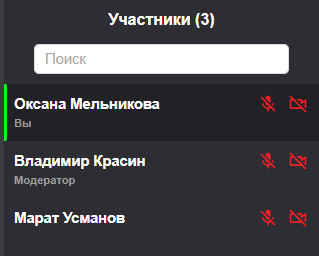 Участники (3)
Поиск
Оксана Мельникова
Вы
Владимир Красин
Модератор
Марат Усманов